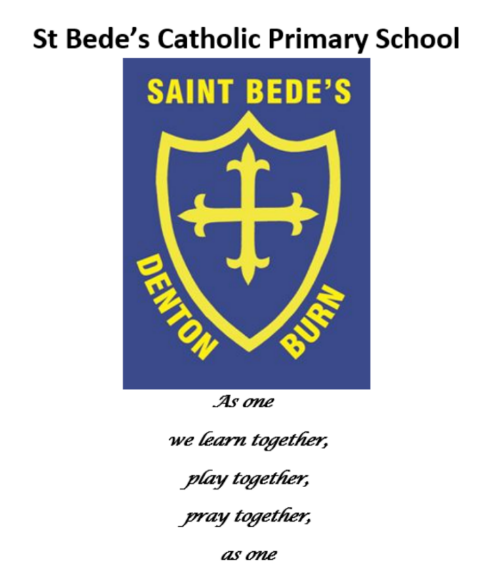 St Bede's Catholic Primary School
SAINT BEDE'S
DENTON
BURN
As one
we learn together,
play together,
pray together,
as one